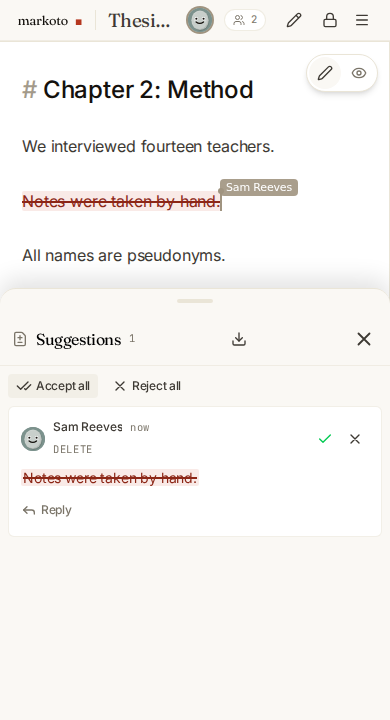 markoto
Thesi...
2
# Chapter 2: Method
We interviewed fourteen teachers.
Sam Reeves
Notes were taken by hand.
All names are pseudonyms.
Suggestions 1
Accept all
Reject all
Sam Reeves now
DELETE
Notes were taken by hand.
Reply